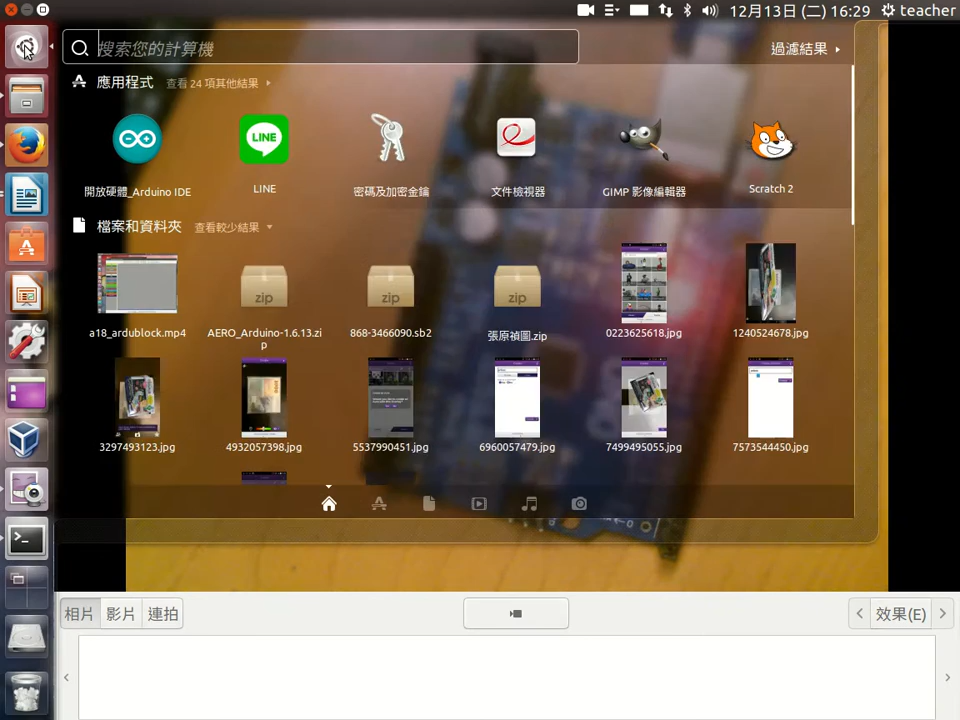 12月13日 (二) 16:29 teacher
搜索您的計算機
過濾結果
應用程式 查看 24 項其他結果
開放硬體_Arduino IDE
LINE
密碼及加密金鑰
文件檢視器
GIMP 影像編輯器
Scratch 2
檔案和資料夾 查看較少結果
zip
zip
zip
a18_ardublock.mp4
AERO_Arduino-1.6.13.zi
p
868-3466090.sb2
張原禎圖.zip
0223625618.jpg
1240524678.jpg
3297493123.jpg
4932057398.jpg
5537990451.jpg
6960057479.jpg
7499495055.jpg
7573544450.jpg
相片 影片 連拍
效果(E)